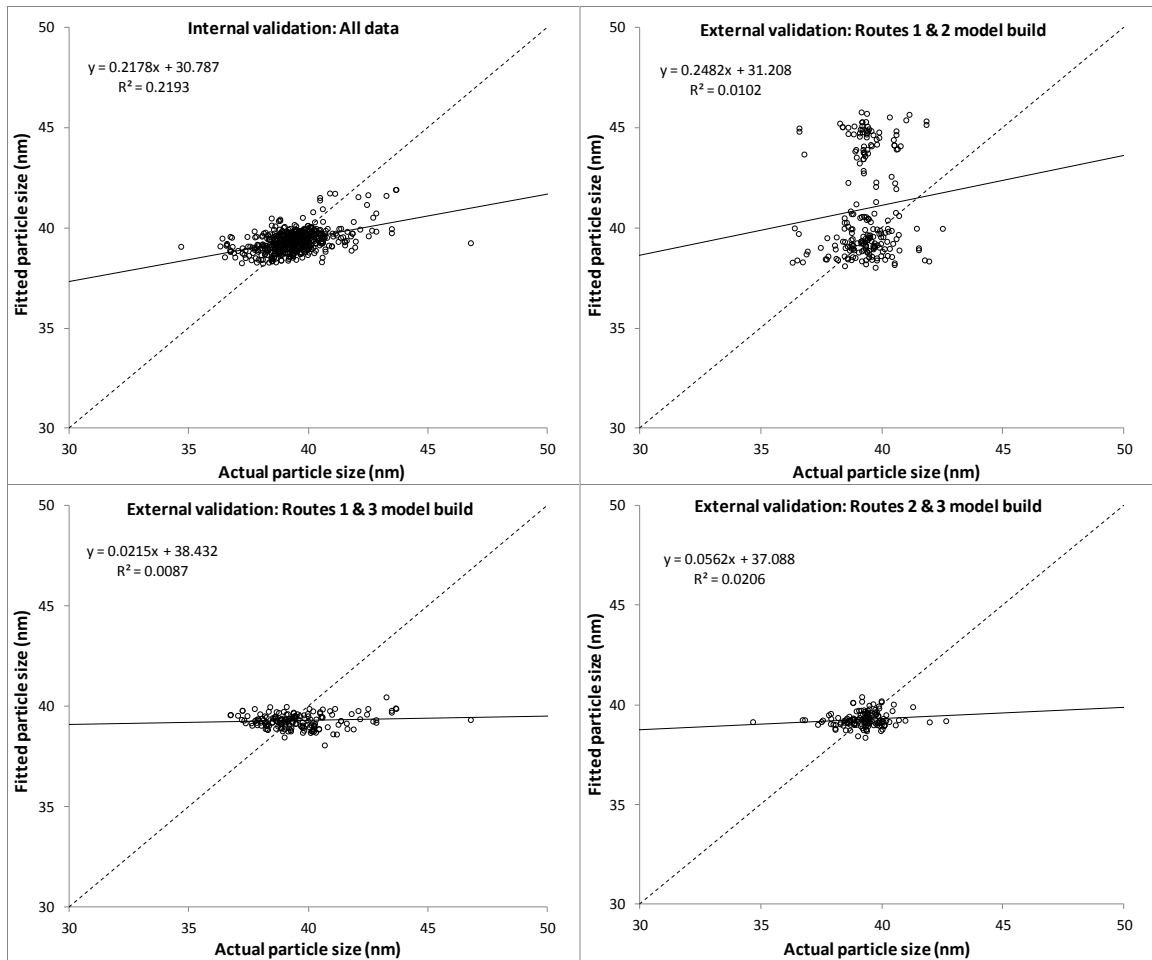 Internal validation: All data
y = 0.2178x + 30.787
R² = 0.2193
50
45
40
35
30
30
35
40
45
50
Fitted particle size (nm)
Actual particle size (nm)
External validation: Routes 1 & 2 model build
y = 0.2482x + 31.208
R² = 0.0102
50
45
40
35
30
30
35
40
45
50
Fitted particle size (nm)
Actual particle size (nm)
External validation: Routes 1 & 3 model build
y = 0.0215x + 38.432
R² = 0.0087
50
45
40
35
30
30
35
40
45
50
Fitted particle size (nm)
Actual particle size (nm)
External validation: Routes 2 & 3 model build
y = 0.0562x + 37.088
R² = 0.0206
50
45
40
35
30
30
35
40
45
50
Fitted particle size (nm)
Actual particle size (nm)